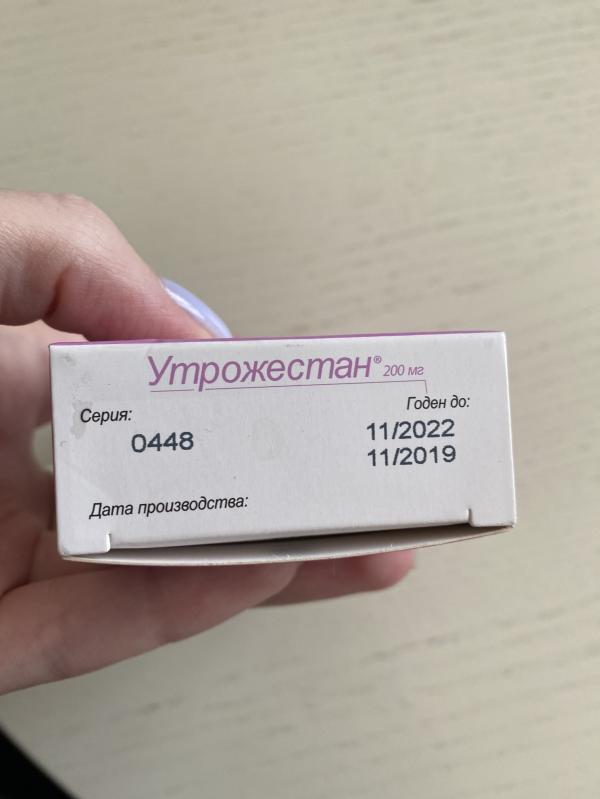 Утрожестан® 200 мг
Серия: Годен до:
0448 11/2022
11/2019
Дата производства: